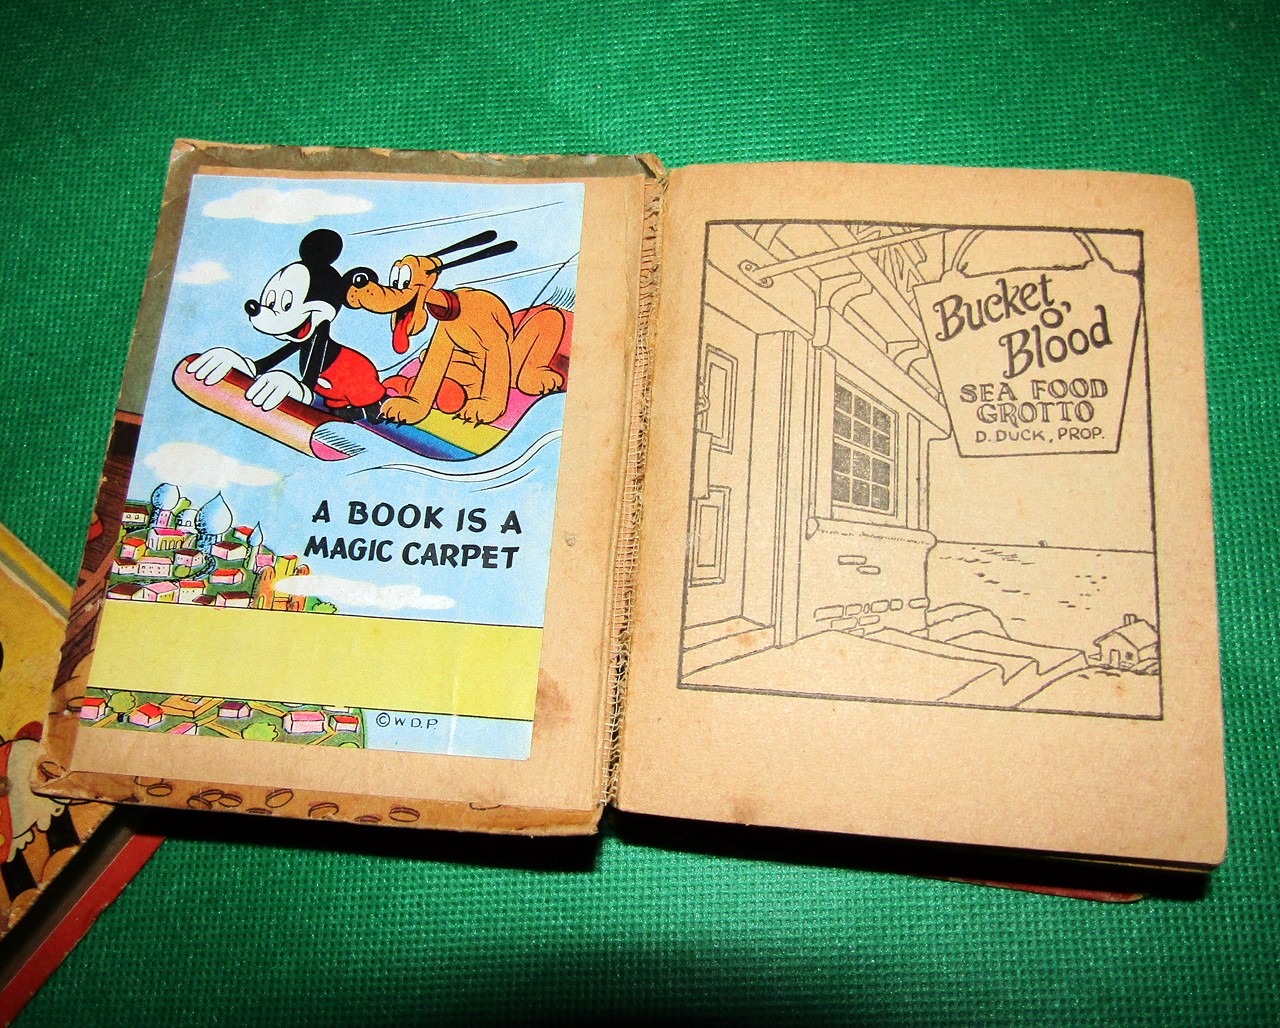 A BOOK IS A
MAGIC CARPET
© W.D.P.
Bucket
O'
Blood
SEA FOOD
GROTTO
D. DUCK, PROP.